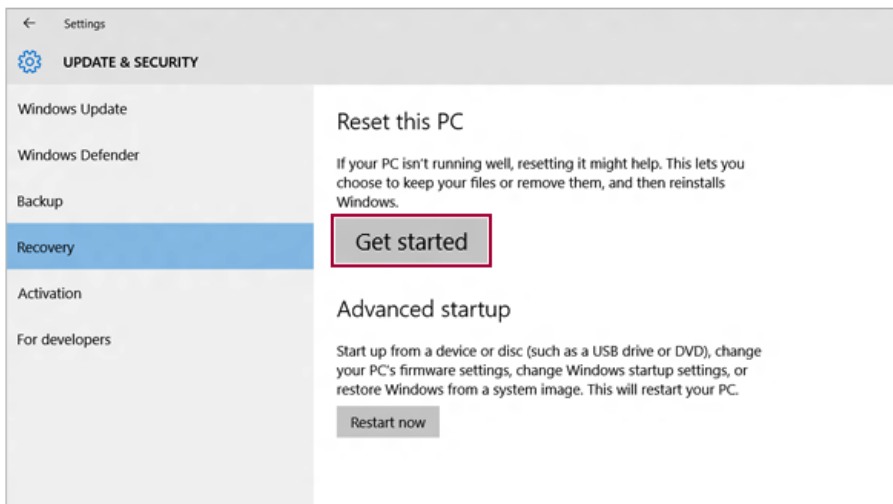 Settings
UPDATE & SECURITY
Windows Update
Windows Defender
Backup
Recovery
Activation
For developers
Reset this PC
If your PC isn't running well, resetting it might help. This lets you
choose to keep your files or remove them, and then reinstalls
Windows.
Get started
Advanced startup
Start up from a device or disc (such as a USB drive or DVD), change
your PC's firmware settings, change Windows startup settings, or
restore Windows from a system image. This will restart your PC.
Restart now